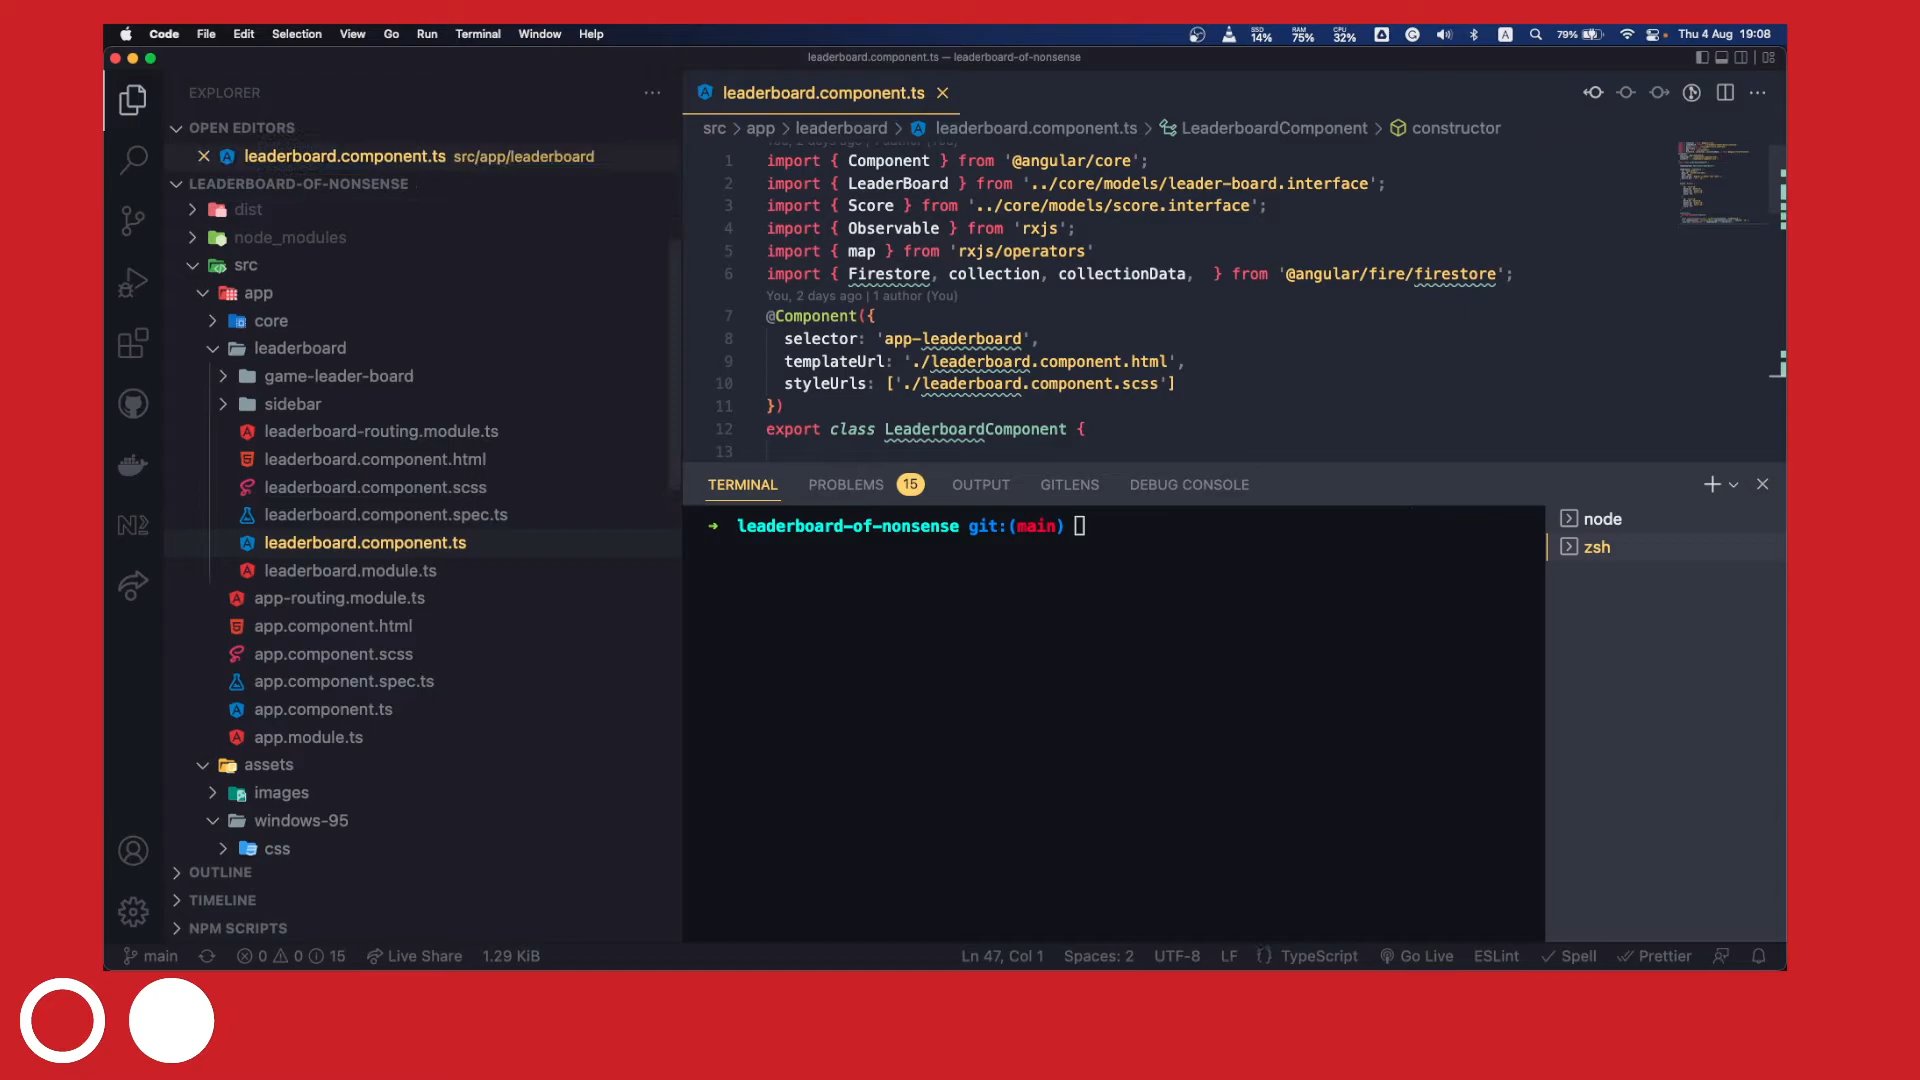 Code File Edit Selection View Go Run Terminal Window Help
SSD 14% RAM 75% CPU 32% A 79% Thu 4 Aug 19:08
leaderboard.component.ts — leaderboard-of-nonsense
EXPLORER
OPEN EDITORS
leaderboard.component.ts src/app/leaderboard
LEADERBOARD-OF-NONSENSE
dist
node_modules
src
app
core
leaderboard
game-leader-board
sidebar
leaderboard-routing.module.ts
leaderboard.component.html
leaderboard.component.scss
leaderboard.component.spec.ts
leaderboard.component.ts
leaderboard.module.ts
app-routing.module.ts
app.component.html
app.component.scss
app.component.spec.ts
app.component.ts
app.module.ts
assets
images
windows-95
css
OUTLINE
TIMELINE
NPM SCRIPTS
leaderboard.component.ts
src > app > leaderboard > leaderboard.component.ts > LeaderboardComponent > constructor
1 import { Component } from '@angular/core';
2 import { LeaderBoard } from '../core/models/leader-board.interface';
3 import { Score } from '../core/models/score.interface';
4 import { Observable } from 'rxjs';
5 import { map } from 'rxjs/operators'
6 import { Firestore, collection, collectionData,  } from '@angular/fire/firestore';
You, 2 days ago | 1 author (You)
7 @Component({
8 selector: 'app-leaderboard',
9 templateUrl: './leaderboard.component.html',
10 styleUrls: ['./leaderboard.component.scss']
11 })
12 export class LeaderboardComponent {
13
TERMINAL PROBLEMS 15 OUTPUT GITLENS DEBUG CONSOLE
→ leaderboard-of-nonsense git:(main)
node
zsh
main 0 0 15 Live Share 1.29 KiB Ln 47, Col 1 Spaces: 2 UTF-8 LF TypeScript Go Live ESLint Spell Prettier